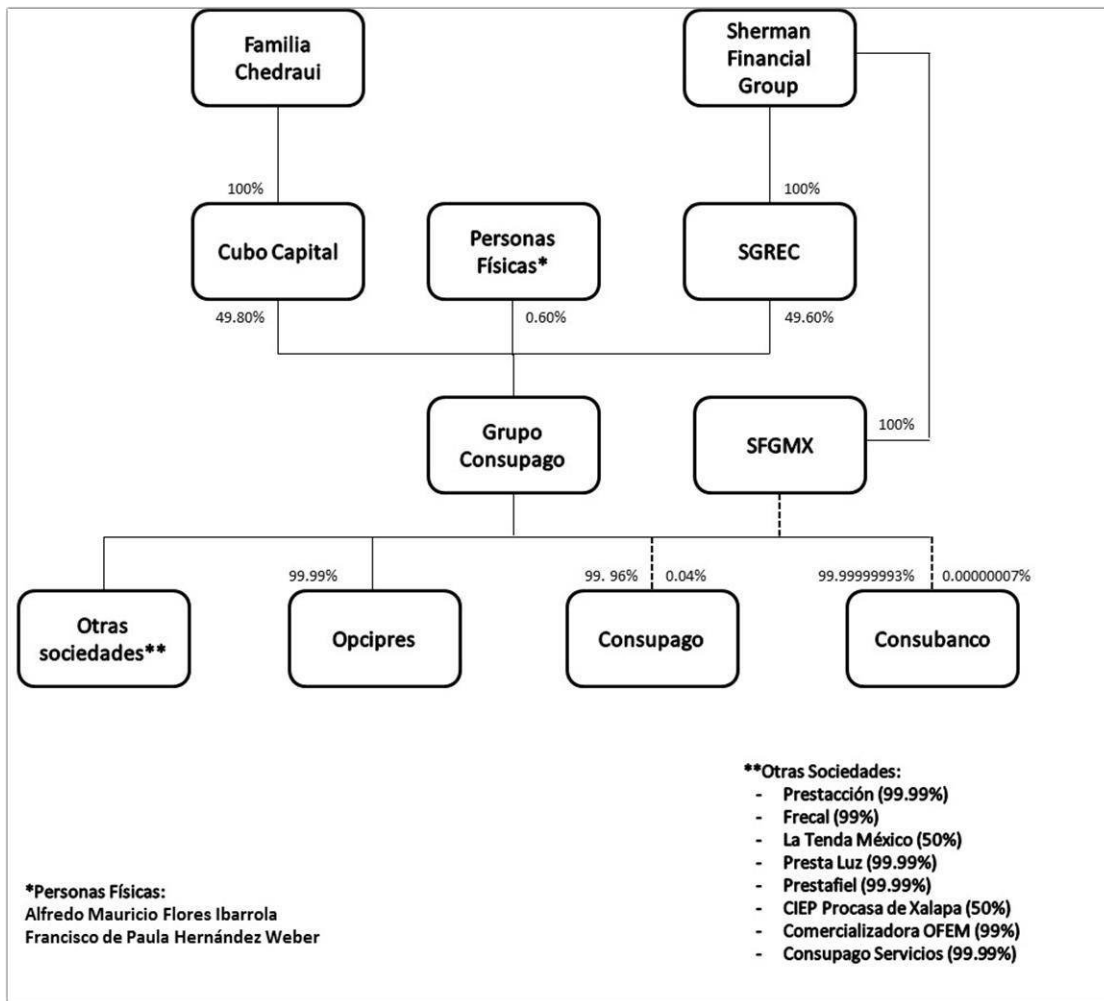 Familia
Chedraui
Sherman
Financial
Group
100%
100%
Cubo Capital
Personas
Físicas*
SGREC
49.80%
0.60%
49.60%
Grupo
Consupago
SFGMX
100%
99.99%
99. 96%
0.04%
99.99999993%
0.00000007%
Otras
sociedades**
Opcipres
Consupago
Consubanco
**Otras Sociedades:
- Prestacción (99.99%)
- Frecal (99%)
- La Tenda México (50%)
- Presta Luz (99.99%)
- Prestafiel (99.99%)
- CIEP Procasa de Xalapa (50%)
- Comercializadora OFEM (99%)
- Consupago Servicios (99.99%)
*Personas Físicas:
Alfredo Mauricio Flores Ibarrola
Francisco de Paula Hernández Weber